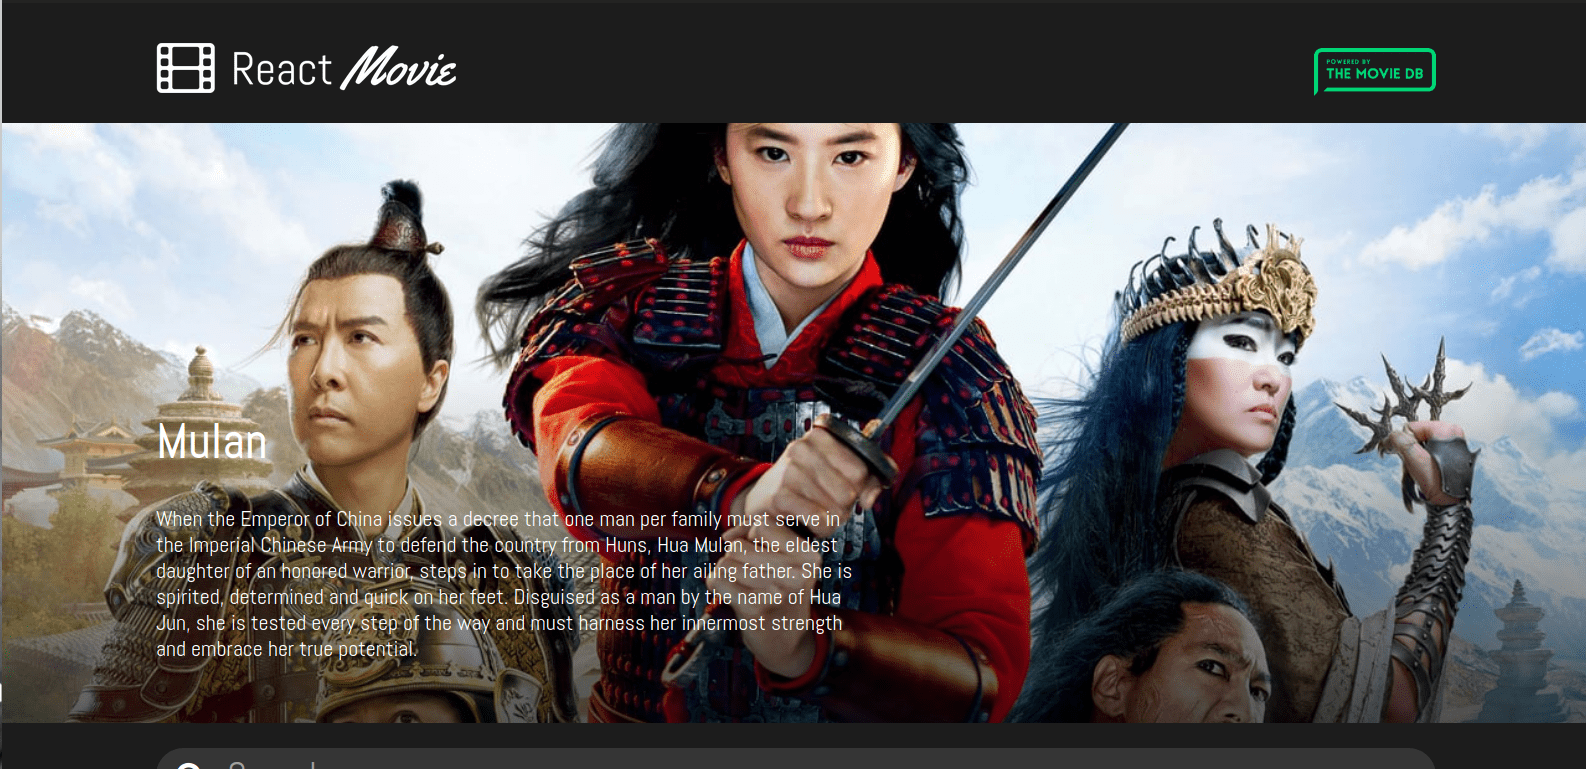 React Movie
POWERED BY
THE MOVIE DB
Mulan
When the Emperor of China issues a decree that one man per family must serve in
the Imperial Chinese Army to defend the country from Huns, Hua Mulan, the eldest
daughter of an honored warrior, steps in to take the place of her ailing father. She is
spirited, determined and quick on her feet. Disguised as a man by the name of Hua
Jun, she is tested every step of the way and must harness her innermost strength
and embrace her true potential.